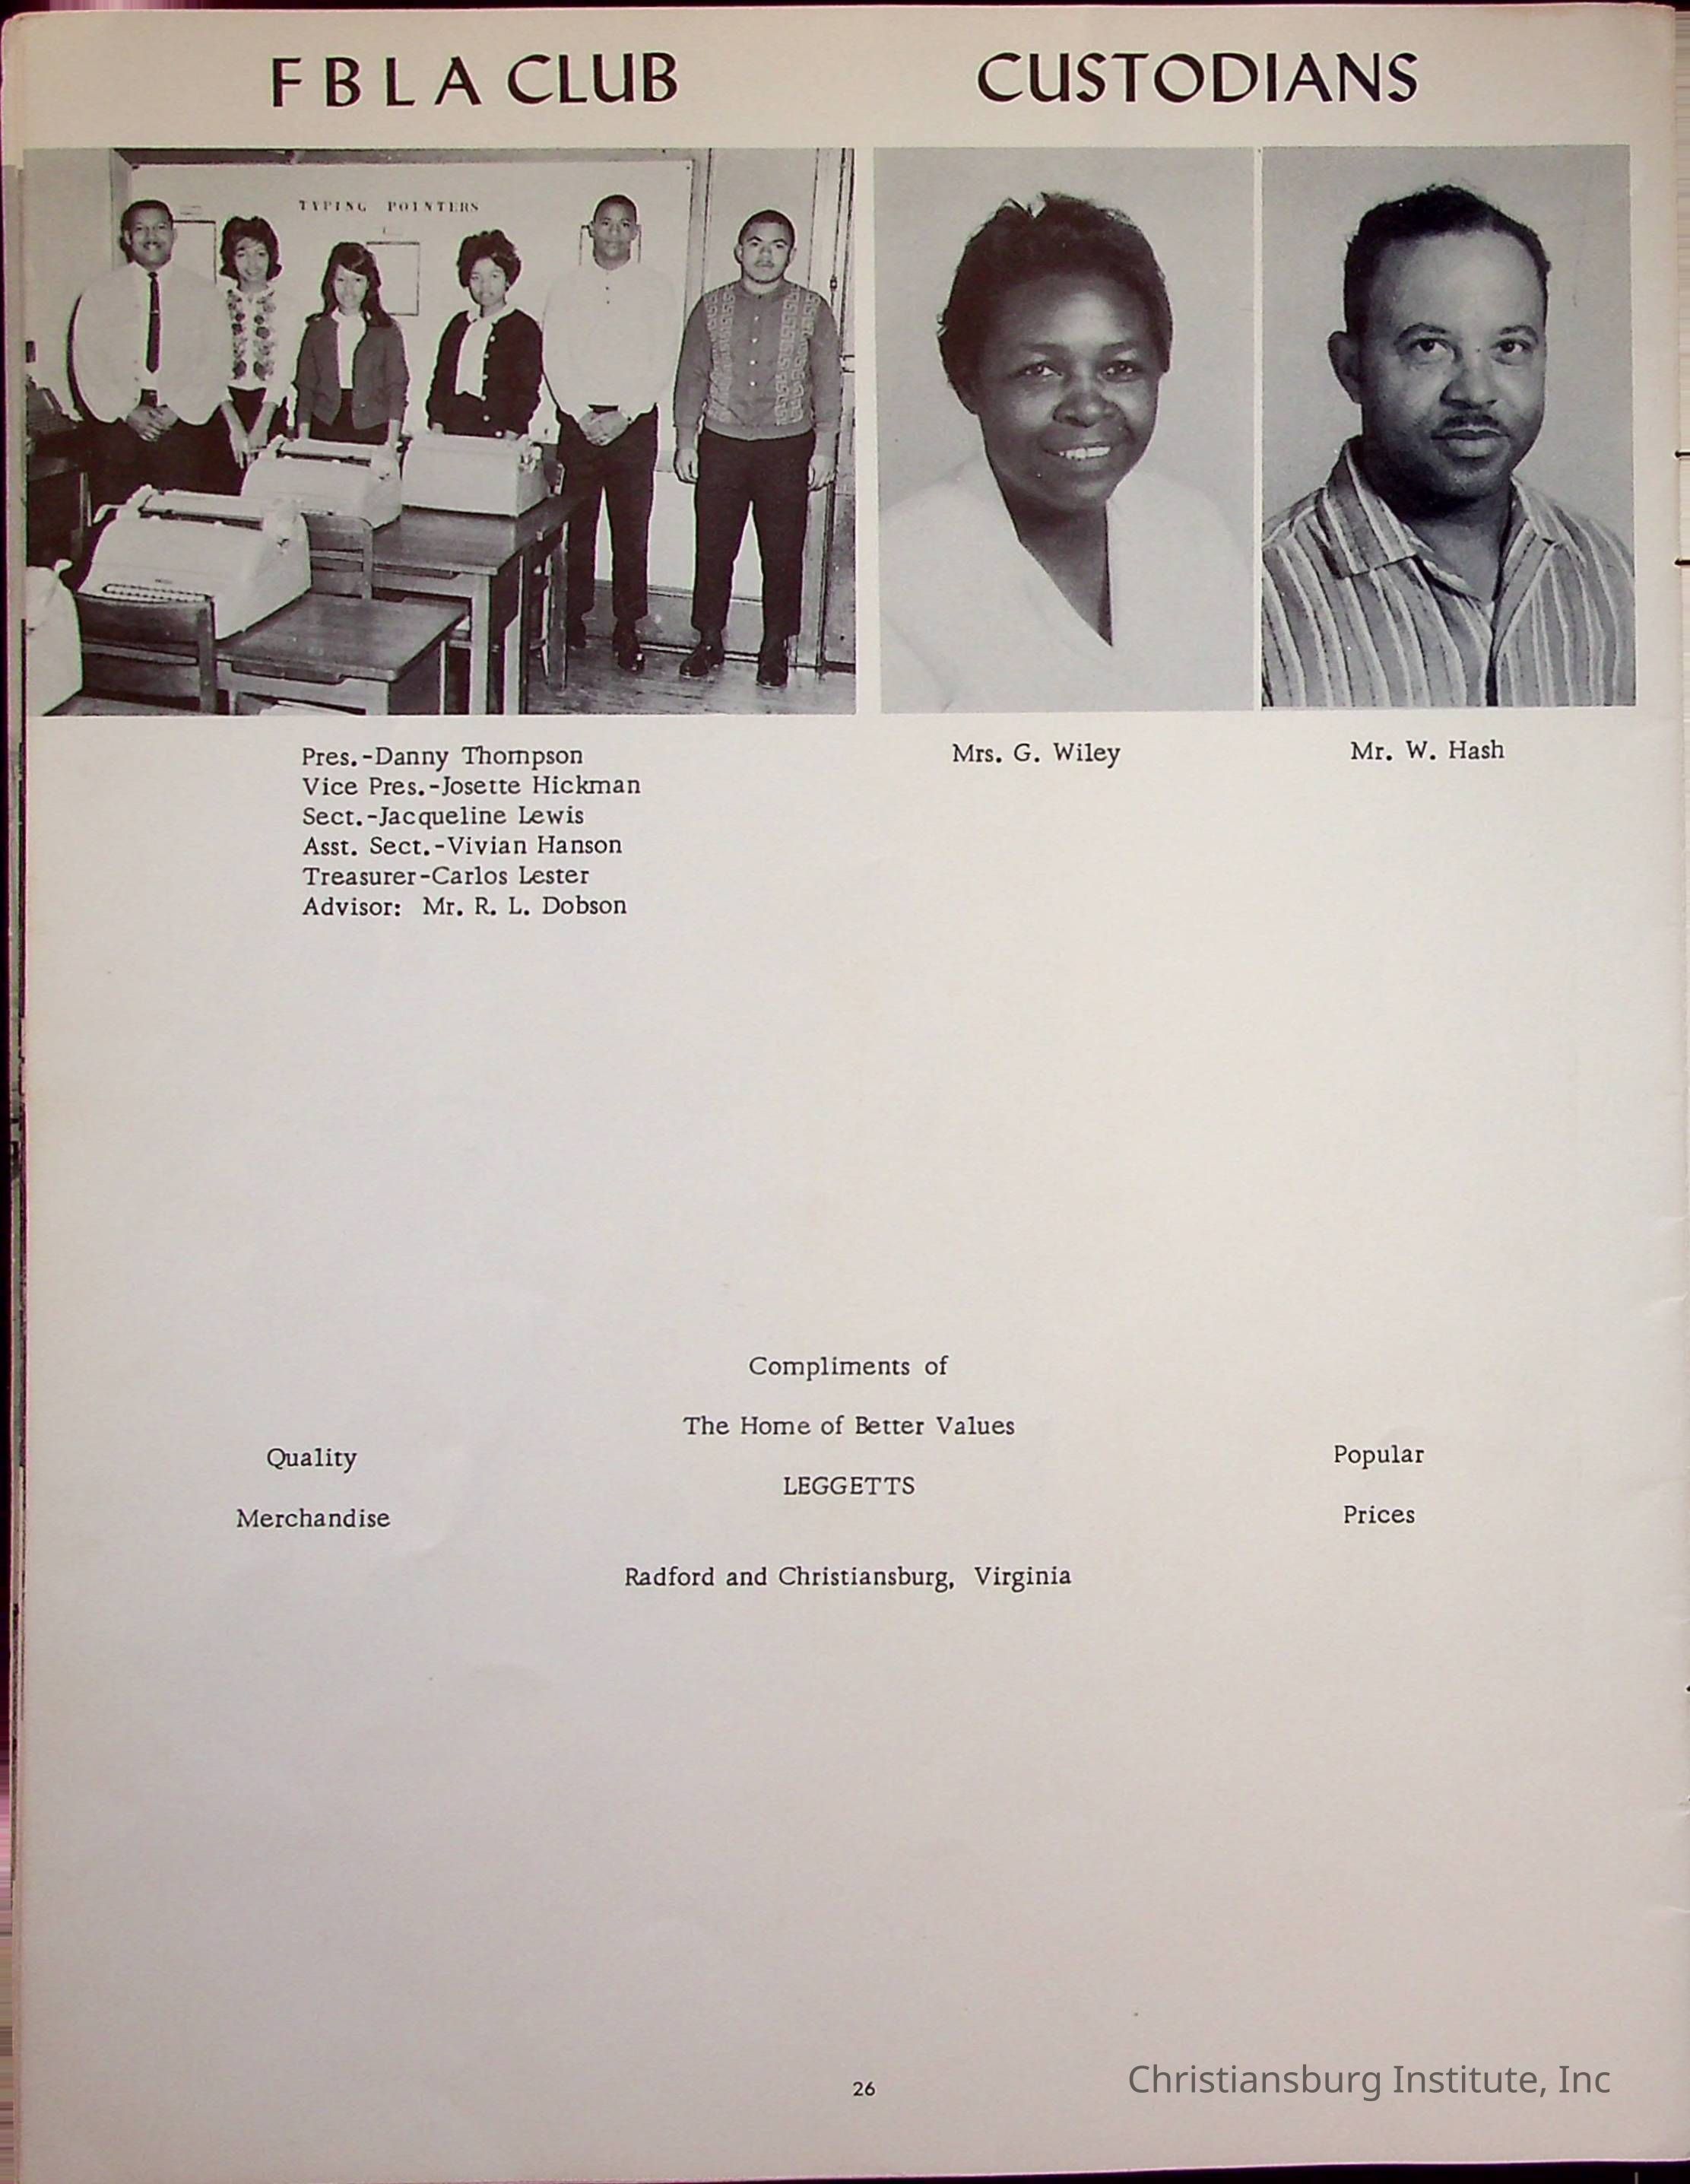 F B L A CLUB
CUSTODIANS
TYPING POINTERS
Pres.-Danny Thompson
Vice Pres.-Josette Hickman
Sect.-Jacqueline Lewis
Asst. Sect.-Vivian Hanson
Treasurer-Carlos Lester
Advisor: Mr. R. L. Dobson
Mrs. G. Wiley
Mr. W. Hash
Compliments of
The Home of Better Values
Quality
Merchandise
LEGGETTS
Popular
Prices
Radford and Christiansburg, Virginia
26
Christiansburg Institute, Inc